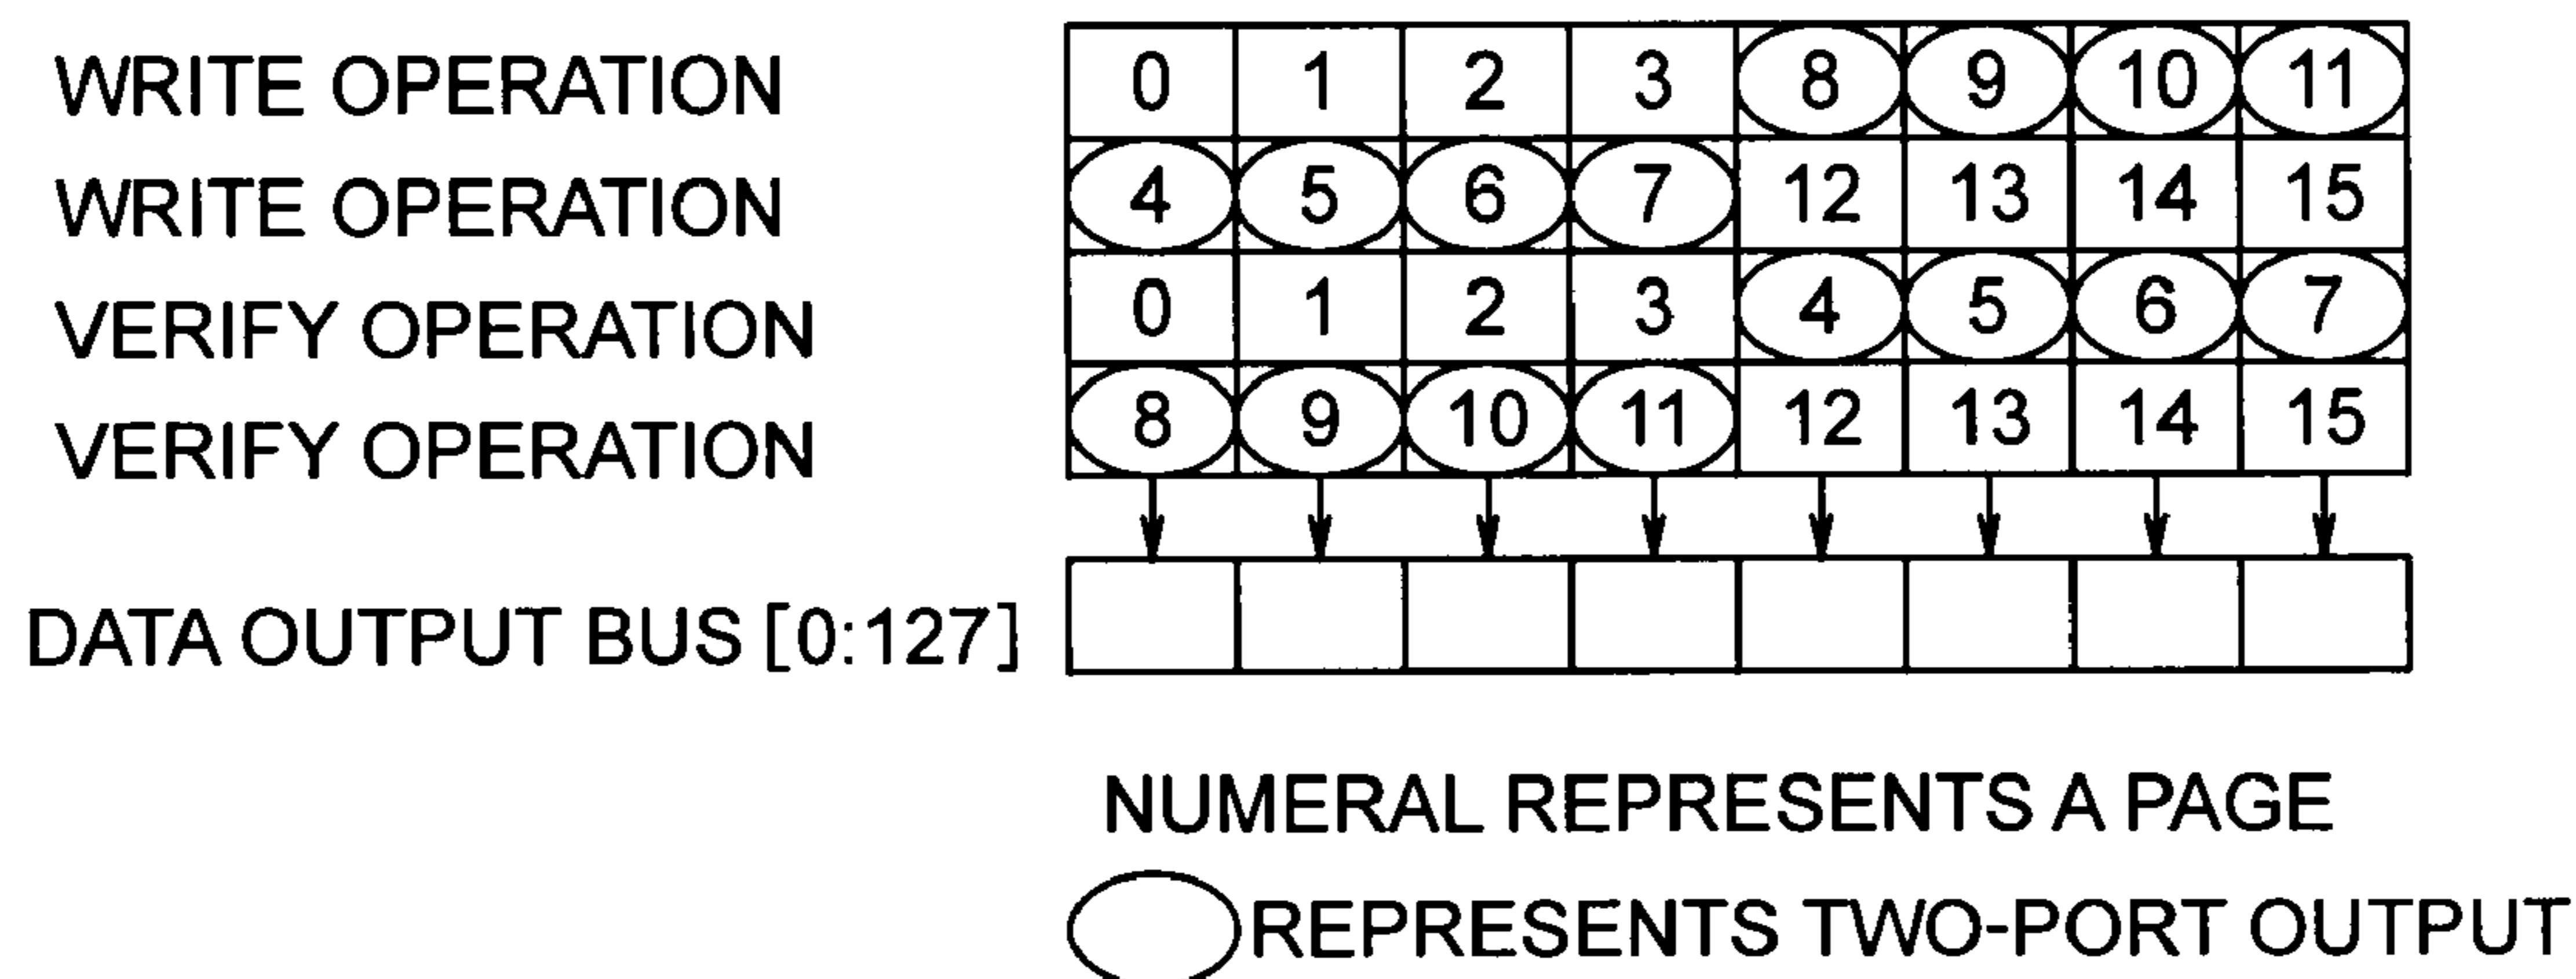 WRITE OPERATION 0 1 2 3 8 9 10 11
WRITE OPERATION 4 5 6 7 12 13 14 15
VERIFY OPERATION 0 1 2 3 4 5 6 7
VERIFY OPERATION 8 9 10 11 12 13 14 15
DATA OUTPUT BUS [0:127]
NUMERAL REPRESENTS A PAGE
REPRESENTS TWO-PORT OUTPUT